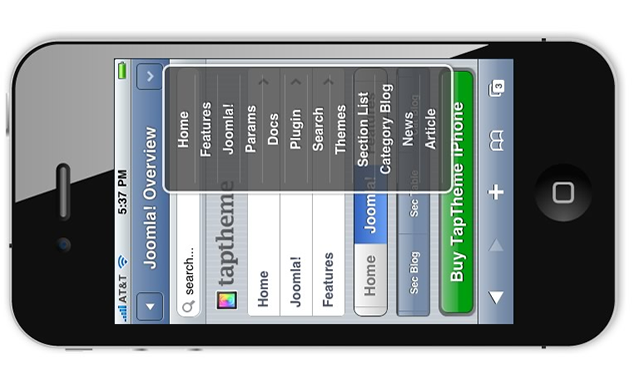 AT&T 5:37 PM
Joomla! Overview
search...
taptheme
Home
Joomla!
Features
Home
Features
Joomla!
Params
Docs
Plugin
Search
Themes
Section List
Category Blog
News
Article
Home Joomla!
Sec Blog Sec
Buy TapTheme iPhone
3